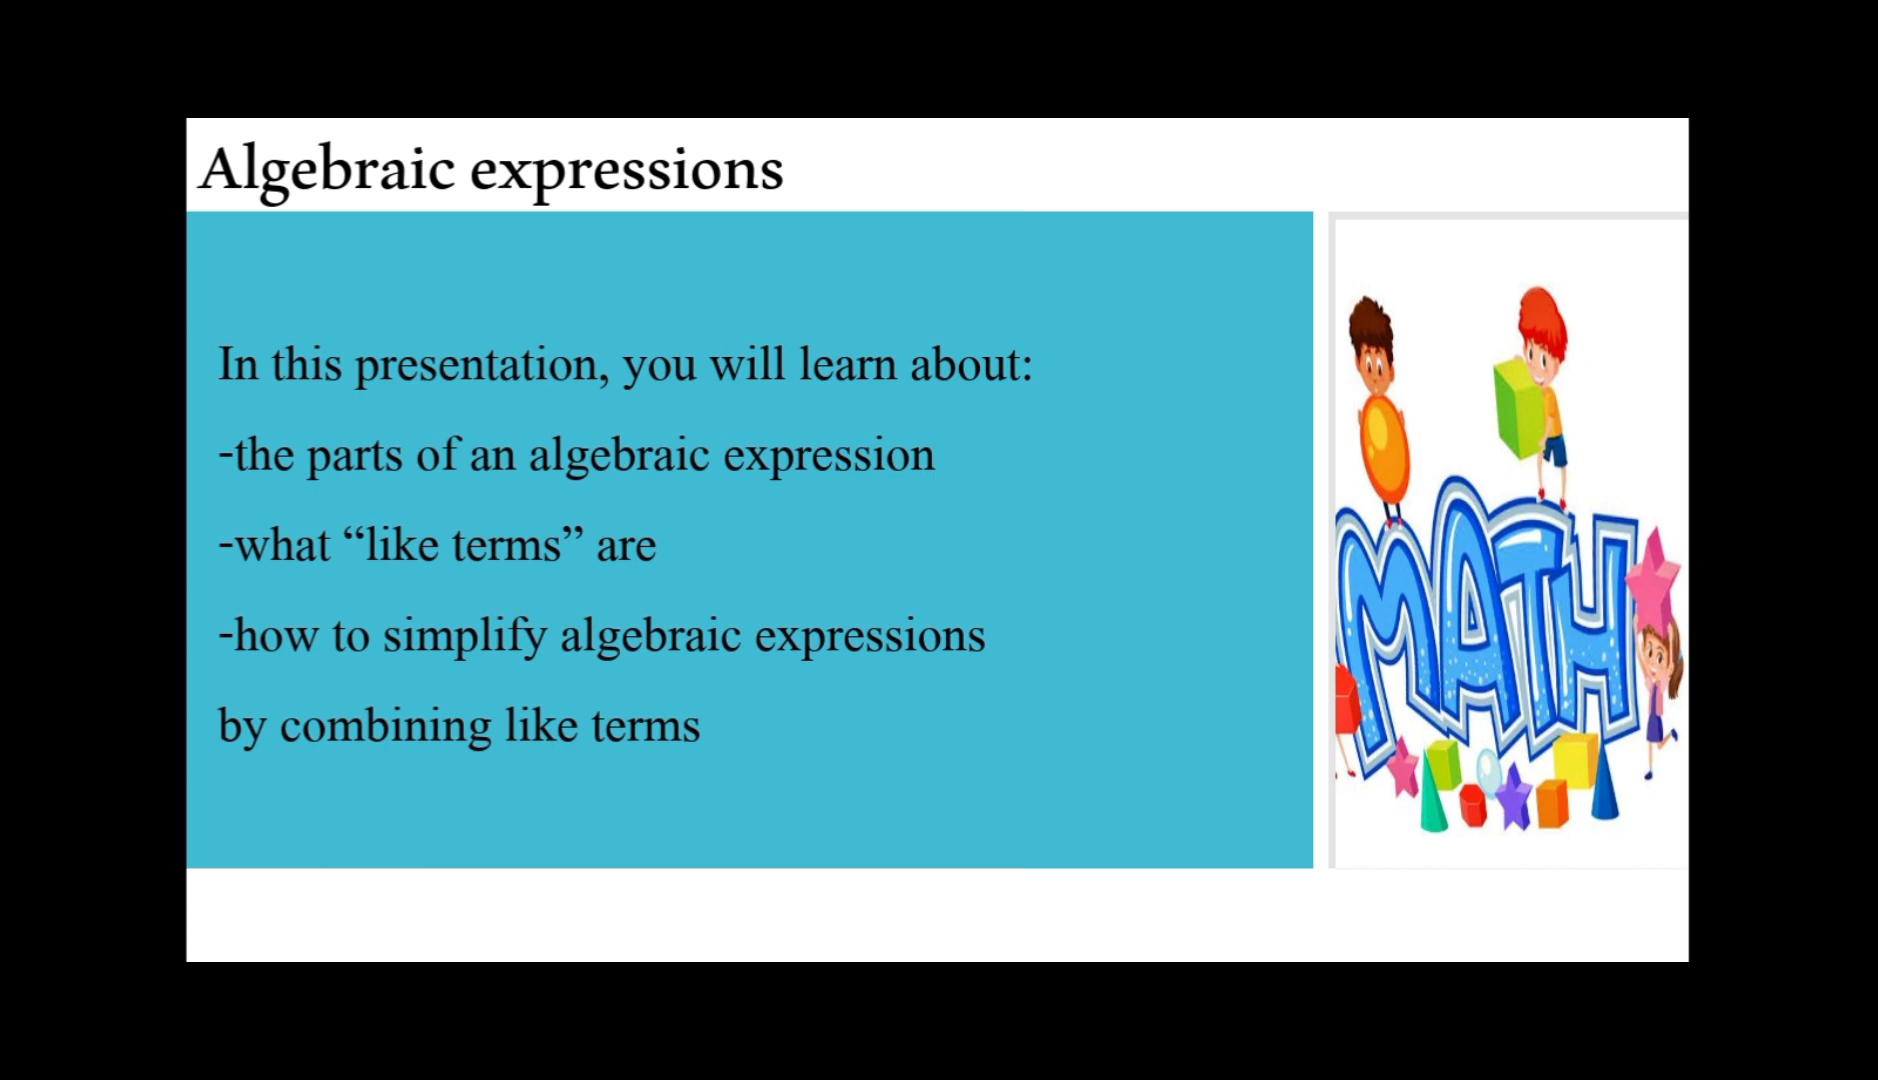 Algebraic expressions
In this presentation, you will learn about:
-the parts of an algebraic expression
-what “like terms” are
-how to simplify algebraic expressions
by combining like terms
MATH